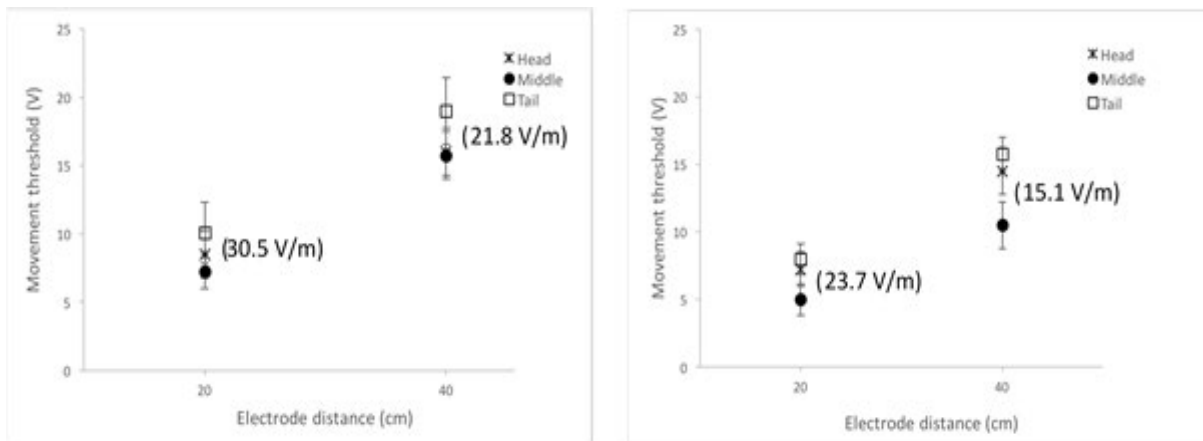 25
20
15
10
5
0
Movement threshold (V)
Head
Middle
Tail
(21.8 V/m)
(30.5 V/m)
20
40
Electrode distance (cm)
25
20
15
10
5
0
Movement threshold (V)
Head
Middle
Tail
(15.1 V/m)
(23.7 V/m)
20
40
Electrode distance (cm)